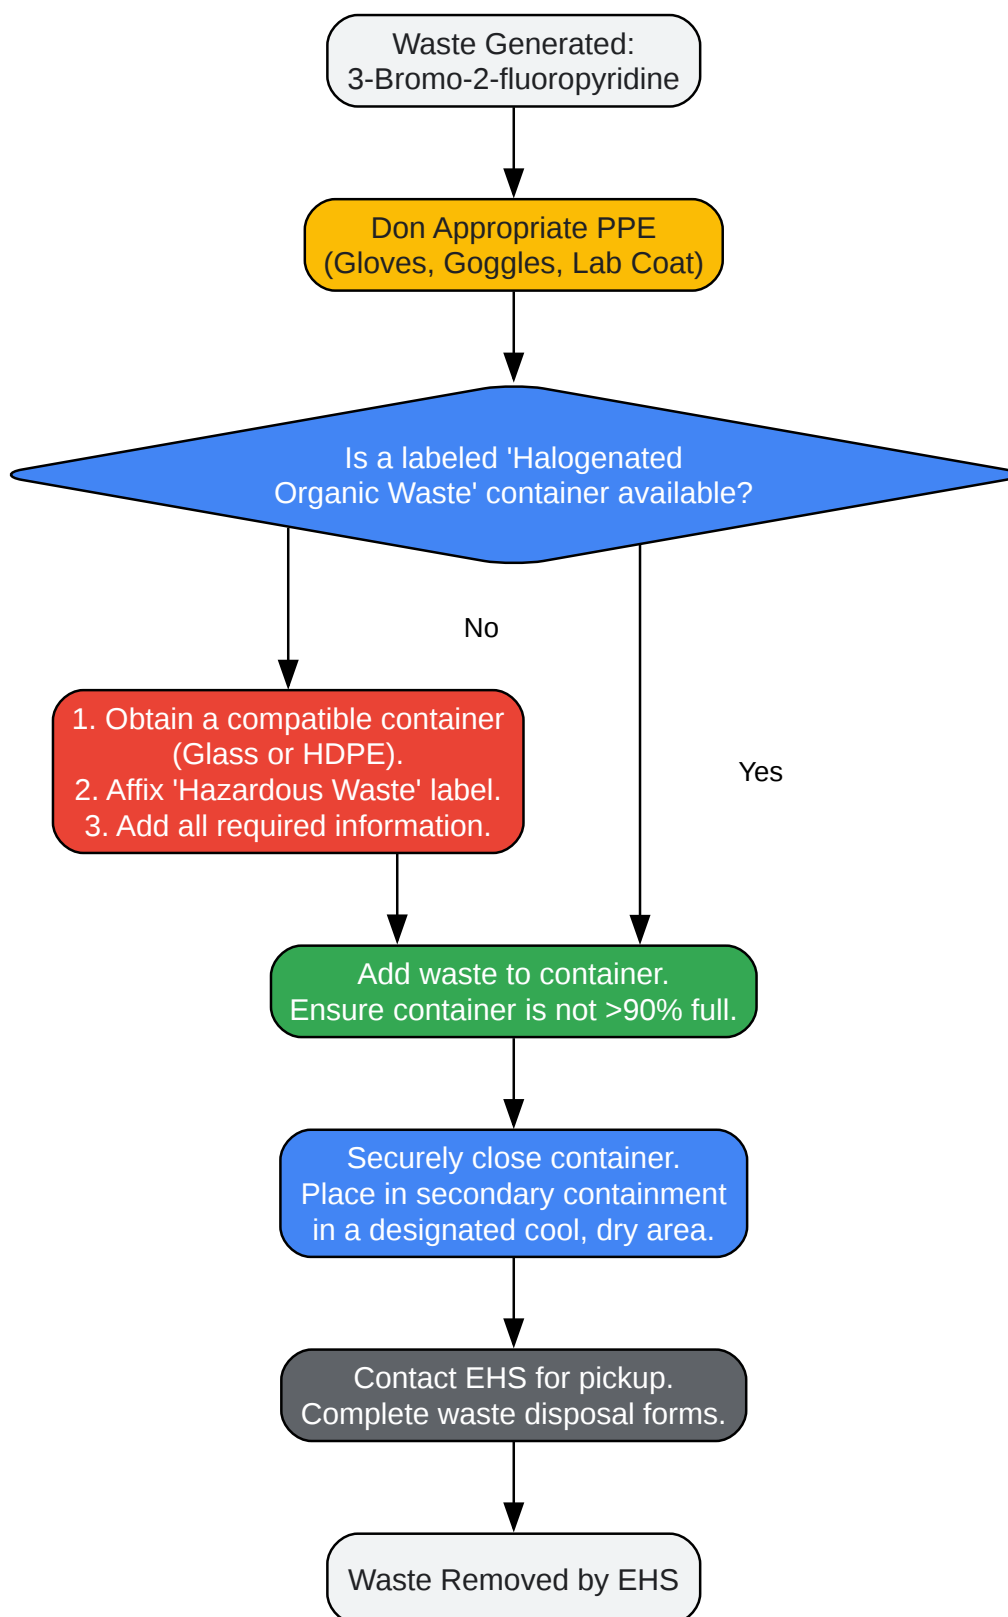 Waste Generated:
3-Bromo-2-fluoropyridine
Don Appropriate PPE
(Gloves, Goggles, Lab Coat)
Is a labeled 'Halogenated
Organic Waste' container available?
No
1. Obtain a compatible container
(Glass or HDPE).
2. Affix 'Hazardous Waste' label.
3. Add all required information.
Yes
Add waste to container.
Ensure container is not >90% full.
Securely close container.
Place in secondary containment
in a designated cool, dry area.
Contact EHS for pickup.
Complete waste disposal forms.
Waste Removed by EHS